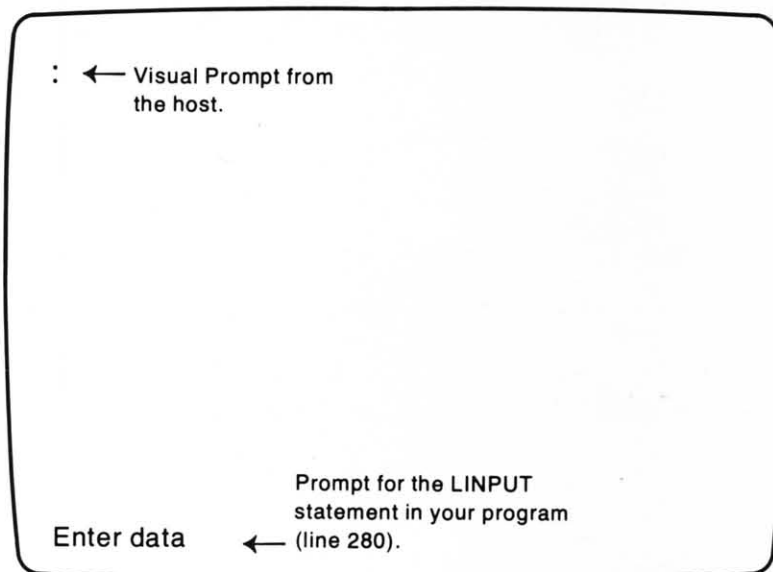 : ← Visual Prompt from
the host.
Prompt for the LINPUT
statement in your program
Enter data ← (line 280).